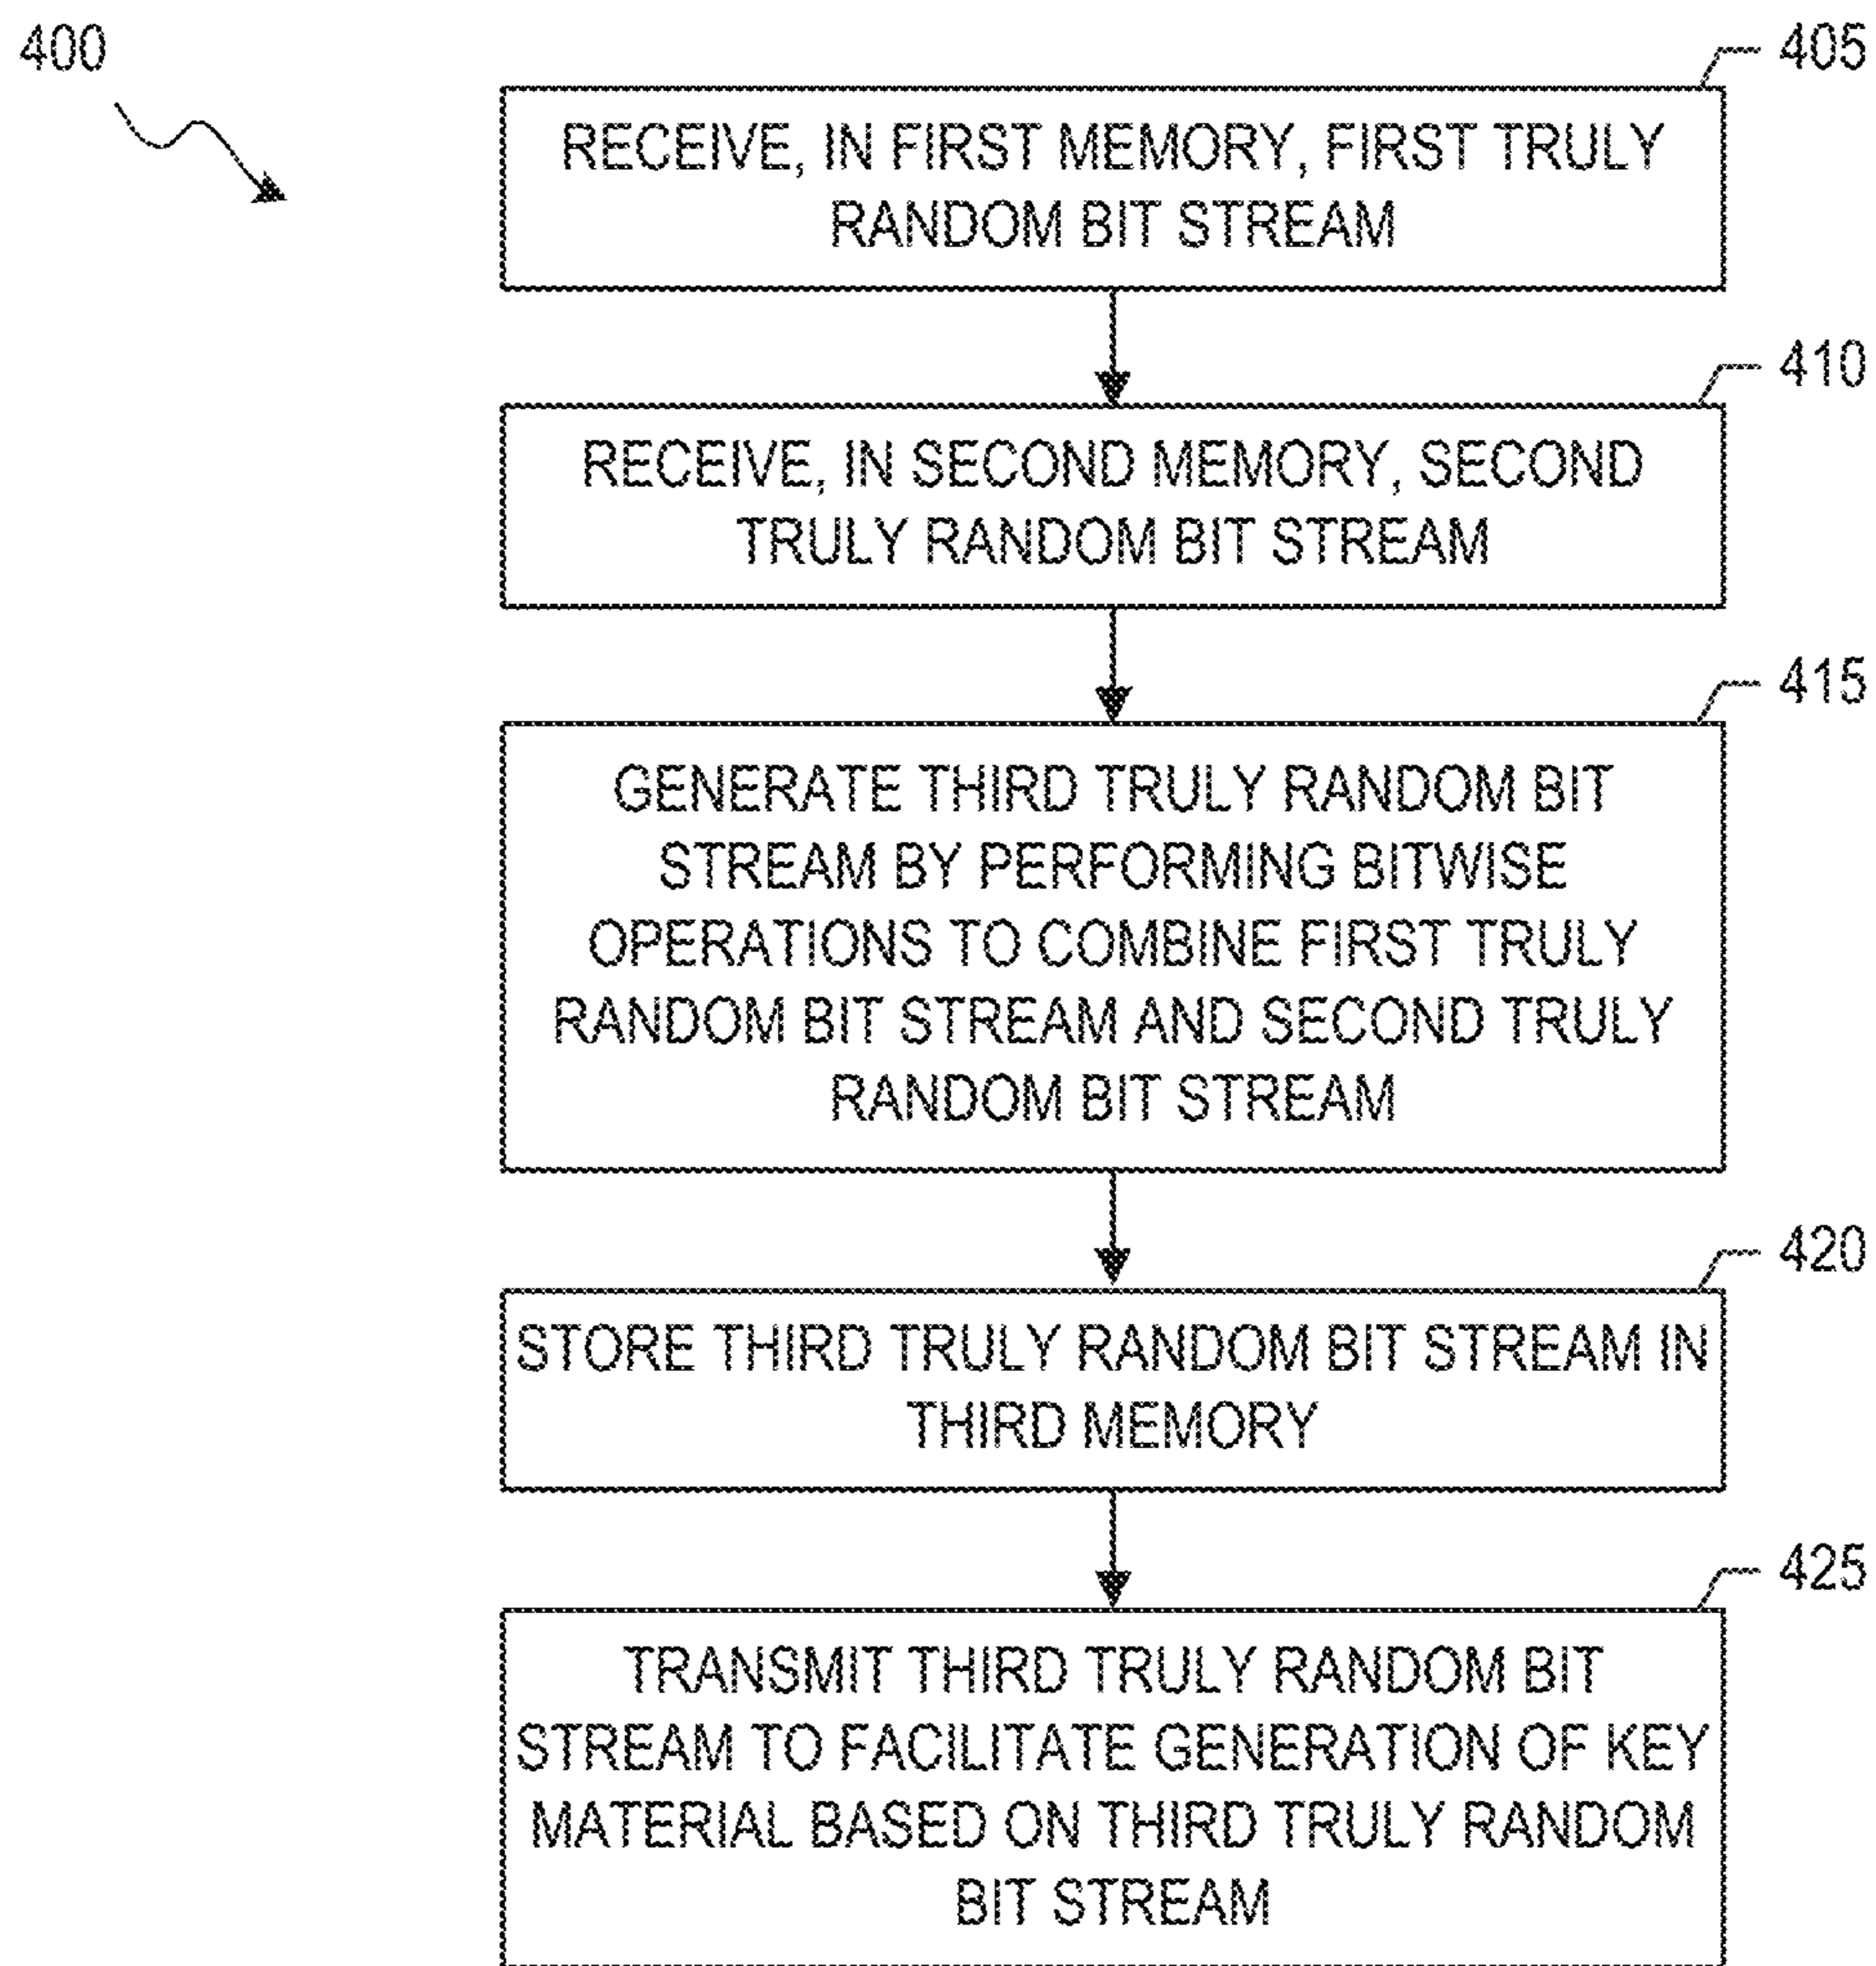 400
405
RECEIVE, IN FIRST MEMORY, FIRST TRULY
RANDOM BIT STREAM
410
RECEIVE, IN SECOND MEMORY, SECOND
TRULY RANDOM BIT STREAM
415
GENERATE THIRD TRULY RANDOM BIT
STREAM BY PERFORMING BITWISE
OPERATIONS TO COMBINE FIRST TRULY
RANDOM BIT STREAM AND SECOND TRULY
RANDOM BIT STREAM
420
STORE THIRD TRULY RANDOM BIT STREAM IN
THIRD MEMORY
425
TRANSMIT THIRD TRULY RANDOM BIT
STREAM TO FACILITATE GENERATION OF KEY
MATERIAL BASED ON THIRD TRULY RANDOM
BIT STREAM